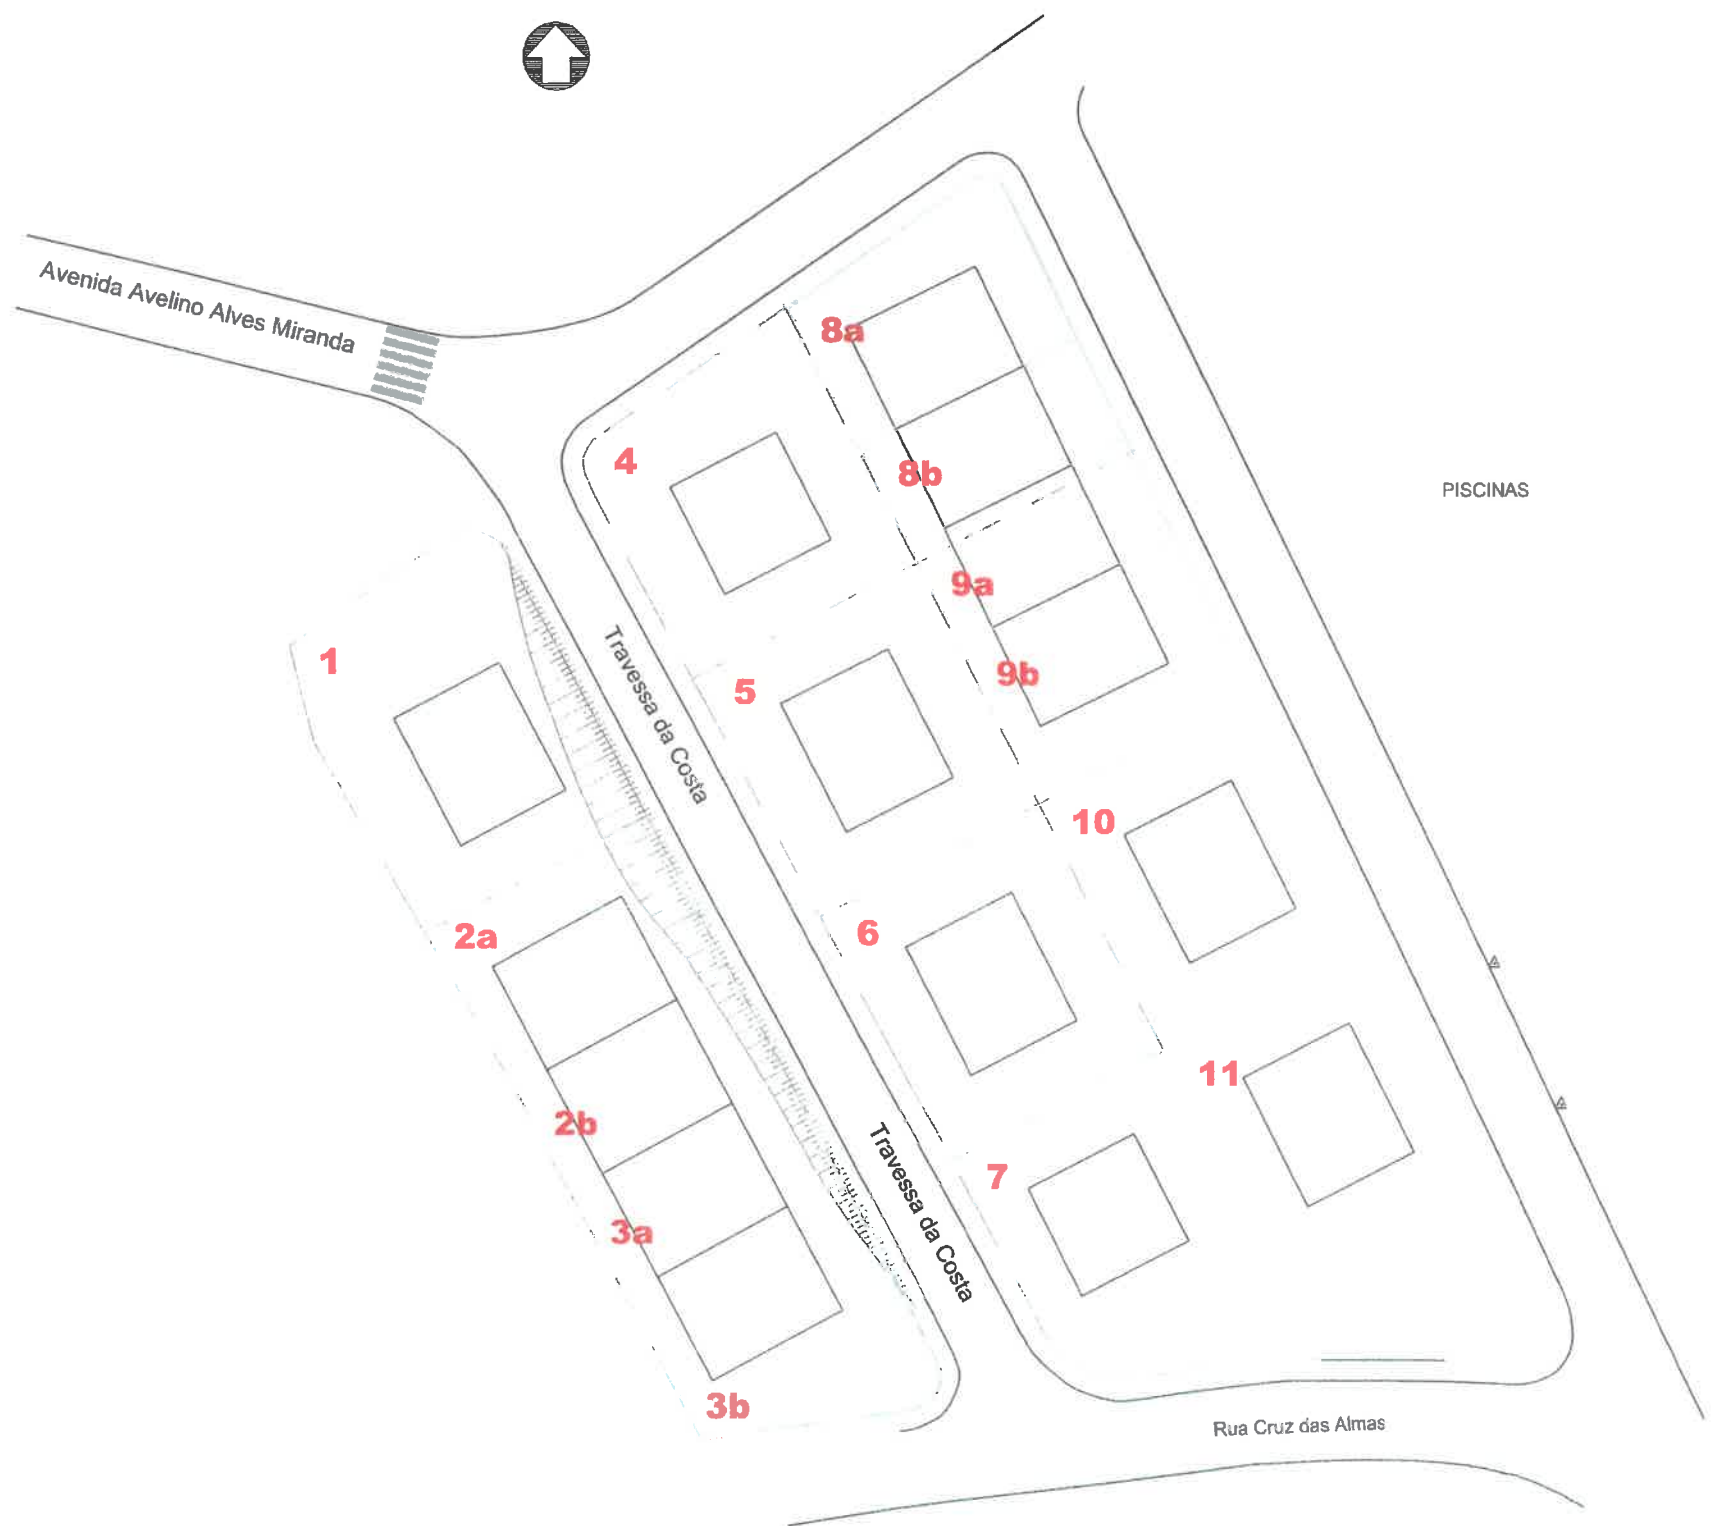 Avenida Avelino Alves Miranda
8a
4
8b
PISCINAS
9a
1
Travessa da Costa
5
9b
10
2a
6
11
2b
Travessa da Costa
7
3a
3b
Rua Cruz das Almas